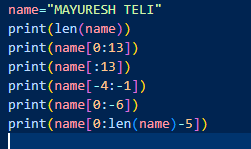 name="MAYURESH TELI"
print(len(name))
print(name[0:13])
print(name[:13])
print(name[-4:-1])
print(name[0:-6])
print(name[0:len(name)-5])